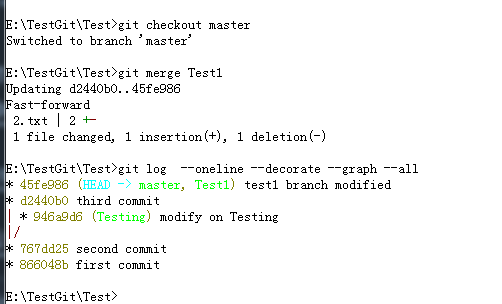 E:\TestGit\Test>git checkout master
Switched to branch 'master'
E:\TestGit\Test>git merge Test1
Updating d2440b0..45fe986
Fast-forward
 2.txt | 2 +-
 1 file changed, 1 insertion(+), 1 deletion(-)
E:\TestGit\Test>git log  --oneline --decorate --graph --all
* 45fe986 (HEAD -> master, Test1) test1 branch modified
* d2440b0 third commit
| * 946a9d6 (Testing) modify on Testing
|/
* 767dd25 second commit
* 866048b first commit
E:\TestGit\Test>